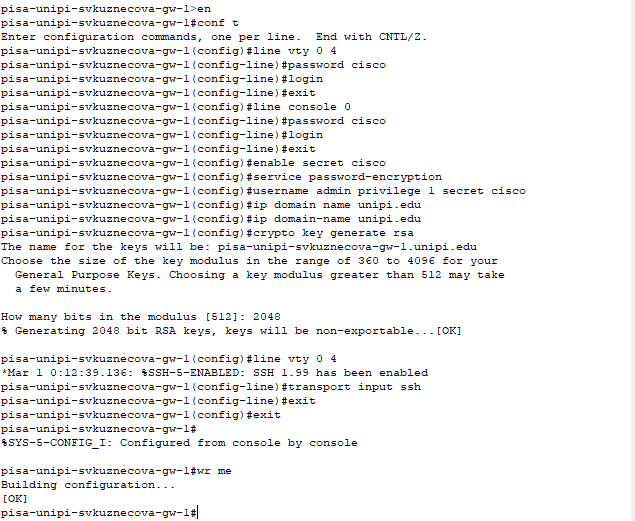 pisa-unipi-svkuznecova-gw-1>en
pisa-unipi-svkuznecova-gw-1#conf t
Enter configuration commands, one per line.  End with CNTL/Z.
pisa-unipi-svkuznecova-gw-1(config)#line vty 0 4
pisa-unipi-svkuznecova-gw-1(config-line)#password cisco
pisa-unipi-svkuznecova-gw-1(config-line)#login
pisa-unipi-svkuznecova-gw-1(config-line)#exit
pisa-unipi-svkuznecova-gw-1(config)#line console 0
pisa-unipi-svkuznecova-gw-1(config-line)#password cisco
pisa-unipi-svkuznecova-gw-1(config-line)#login
pisa-unipi-svkuznecova-gw-1(config-line)#exit
pisa-unipi-svkuznecova-gw-1(config)#enable secret cisco
pisa-unipi-svkuznecova-gw-1(config)#service password-encryption
pisa-unipi-svkuznecova-gw-1(config)#username admin privilege 1 secret cisco
pisa-unipi-svkuznecova-gw-1(config)#ip domain name unipi.edu
pisa-unipi-svkuznecova-gw-1(config)#ip domain-name unipi.edu
pisa-unipi-svkuznecova-gw-1(config)#crypto key generate rsa
The name for the keys will be: pisa-unipi-svkuznecova-gw-1.unipi.edu
Choose the size of the key modulus in the range of 360 to 4096 for your
  General Purpose Keys. Choosing a key modulus greater than 512 may take
  a few minutes.

How many bits in the modulus [512]: 2048
% Generating 2048 bit RSA keys, keys will be non-exportable...[OK]

pisa-unipi-svkuznecova-gw-1(config)#line vty 0 4
*Mar 1 0:12:39.136: %SSH-5-ENABLED: SSH 1.99 has been enabled
pisa-unipi-svkuznecova-gw-1(config-line)#transport input ssh
pisa-unipi-svkuznecova-gw-1(config-line)#exit
pisa-unipi-svkuznecova-gw-1(config)#exit
pisa-unipi-svkuznecova-gw-1#
%SYS-5-CONFIG_I: Configured from console by console

pisa-unipi-svkuznecova-gw-1#wr me
Building configuration...
[OK]
pisa-unipi-svkuznecova-gw-1#